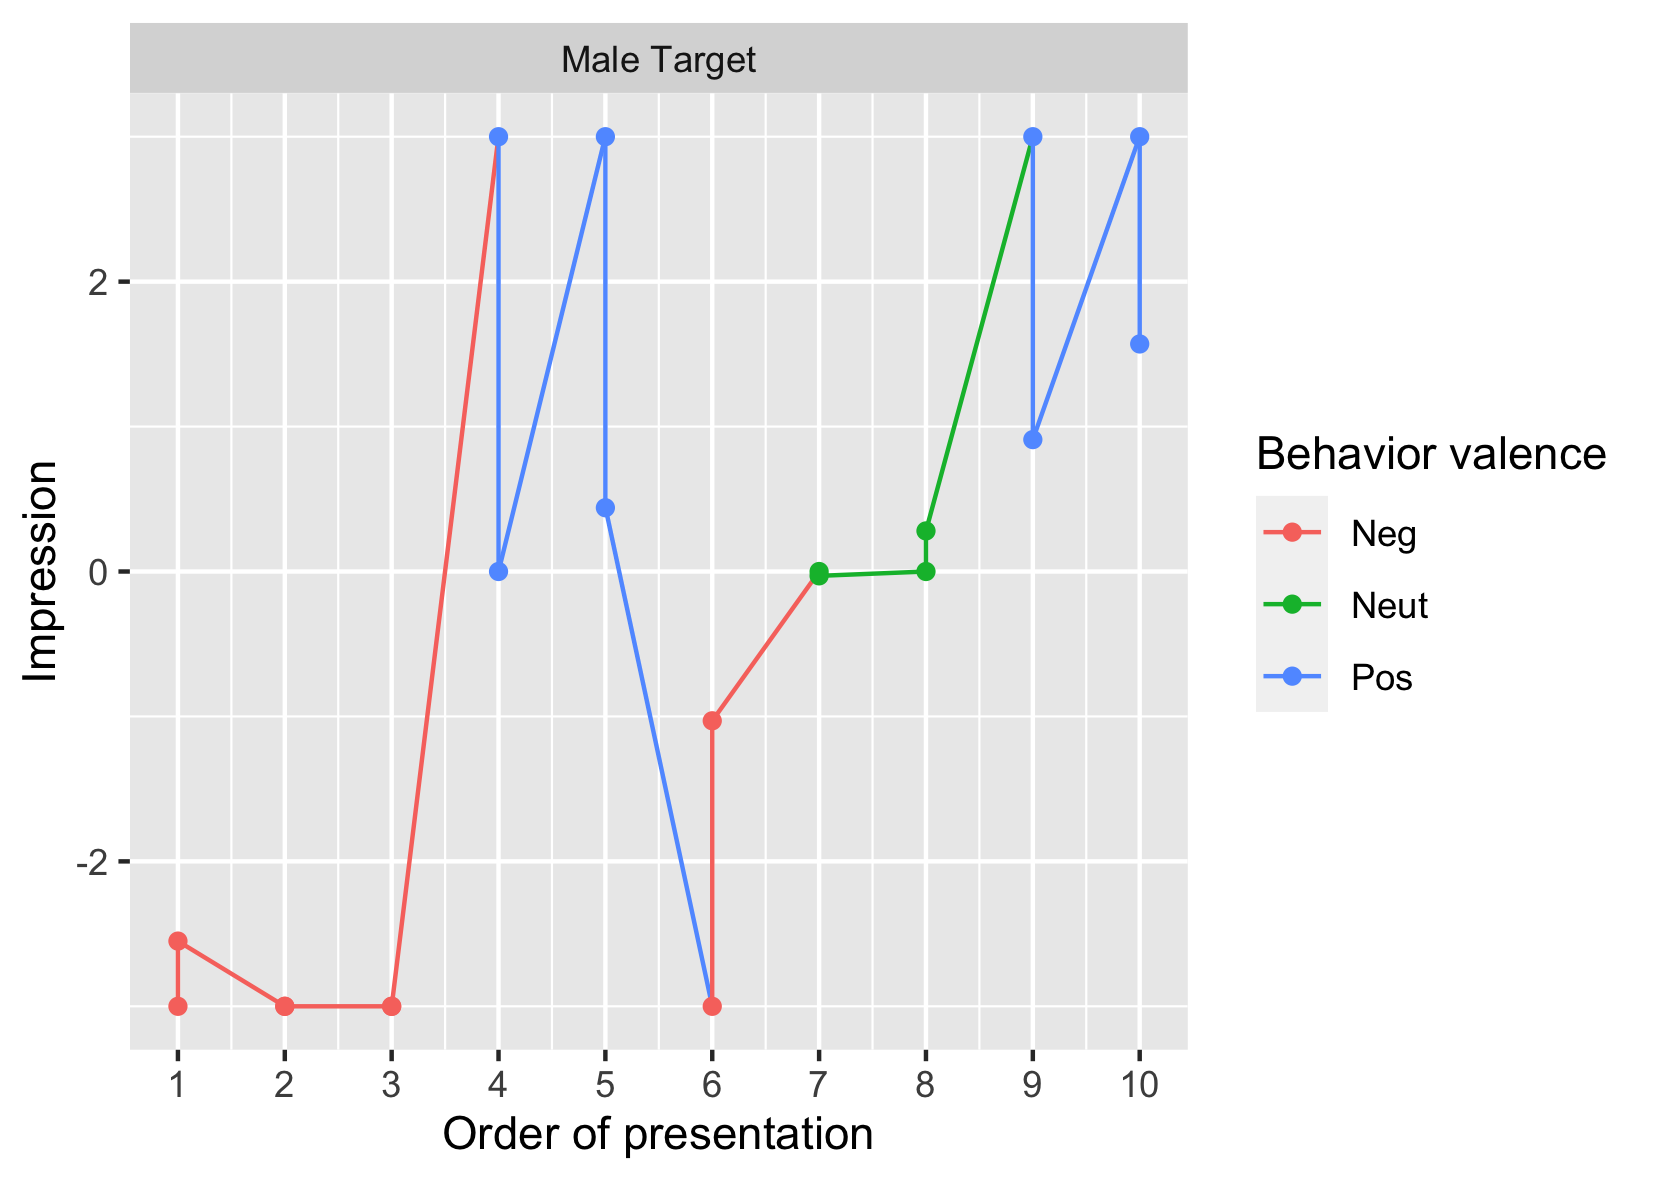 Male Target
2
0
-2
Impression
1 2 3 4 5 6 7 8 9 10
Order of presentation
Behavior valence
Neg
Neut
Pos